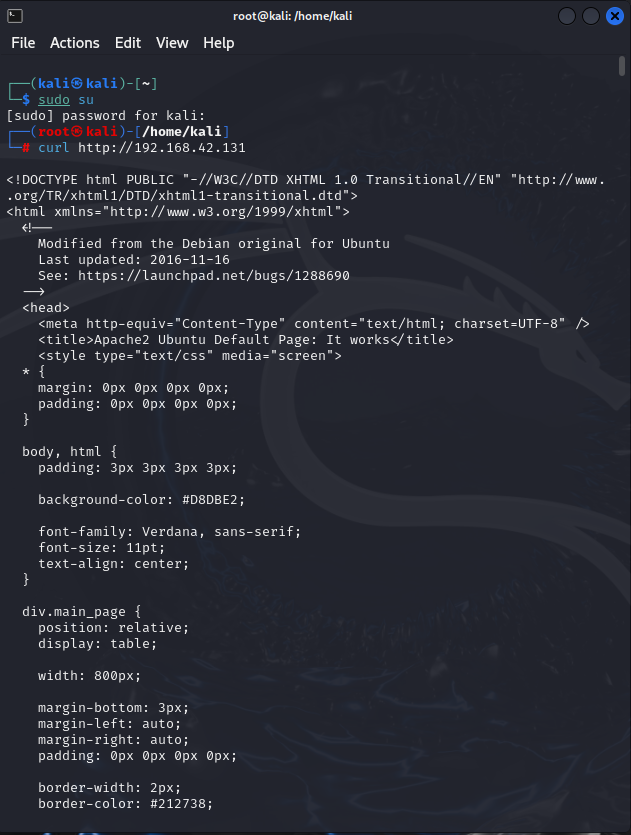 root@kali: /home/kali
File Actions Edit View Help
┌──(kali㉿kali)-[~]
└─$ sudo su
[sudo] password for kali:
┌──(root㉿kali)-[/home/kali]
└─# curl http://192.168.42.131
<!DOCTYPE html PUBLIC "-//W3C//DTD XHTML 1.0 Transitional//EN" "http://www.
.org/TR/xhtml1/DTD/xhtml1-transitional.dtd">
<html xmlns="http://www.w3.org/1999/xhtml">
<!--
Modified from the Debian original for Ubuntu
Last updated: 2016-11-16
See: https://launchpad.net/bugs/1288690
-->
<head>
<meta http-equiv="Content-Type" content="text/html; charset=UTF-8" />
<title>Apache2 Ubuntu Default Page: It works</title>
<style type="text/css" media="screen">
* {
margin: 0px 0px 0px 0px;
padding: 0px 0px 0px 0px;
}
body, html {
padding: 3px 3px 3px 3px;
background-color: #D8DBE2;
font-family: Verdana, sans-serif;
font-size: 11pt;
text-align: center;
}
div.main_page {
position: relative;
display: table;
width: 800px;
margin-bottom: 3px;
margin-left: auto;
margin-right: auto;
padding: 0px 0px 0px 0px;
border-width: 2px;
border-color: #212738;